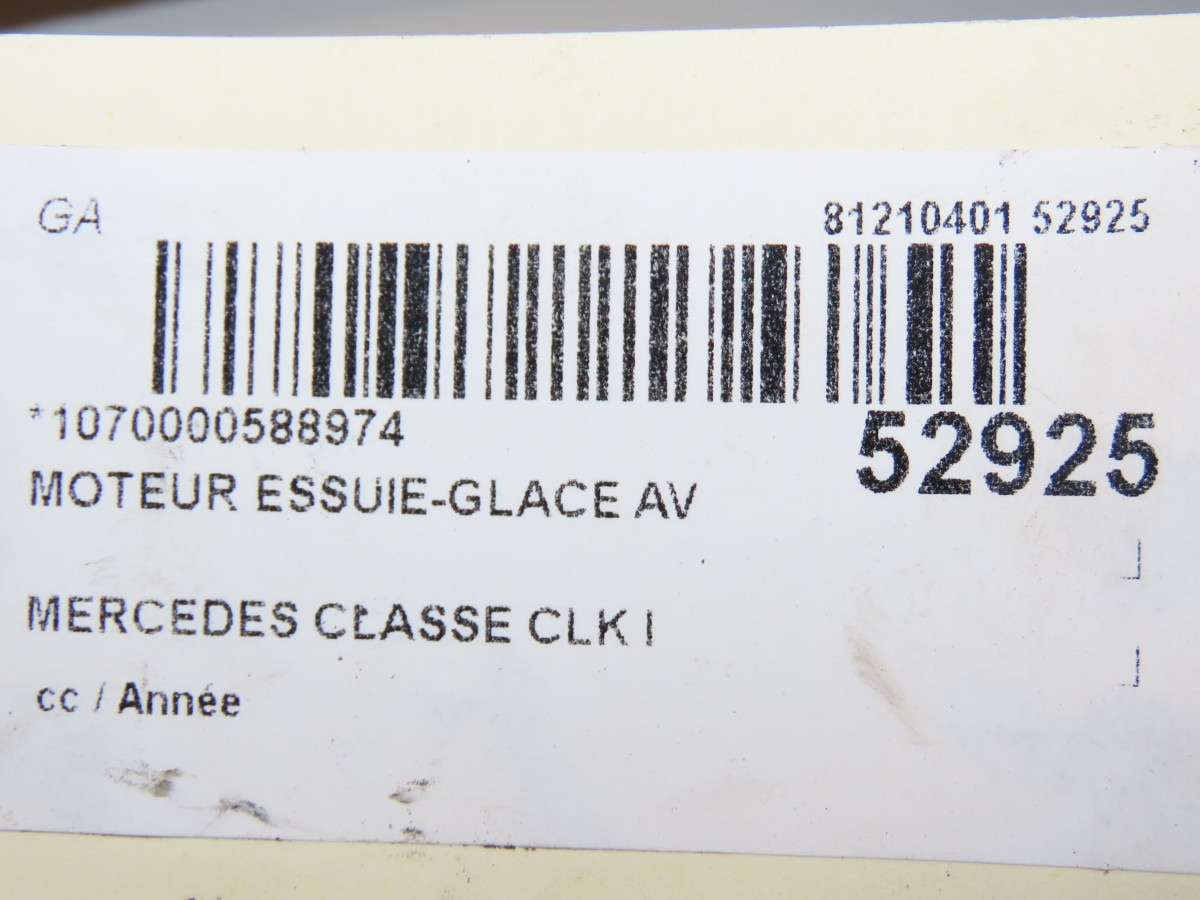 GA
81210401 52925
*1070000588974
52925
MOTEUR ESSUIE-GLACE AV
MERCEDES CLASSE CLK I
cc / Année